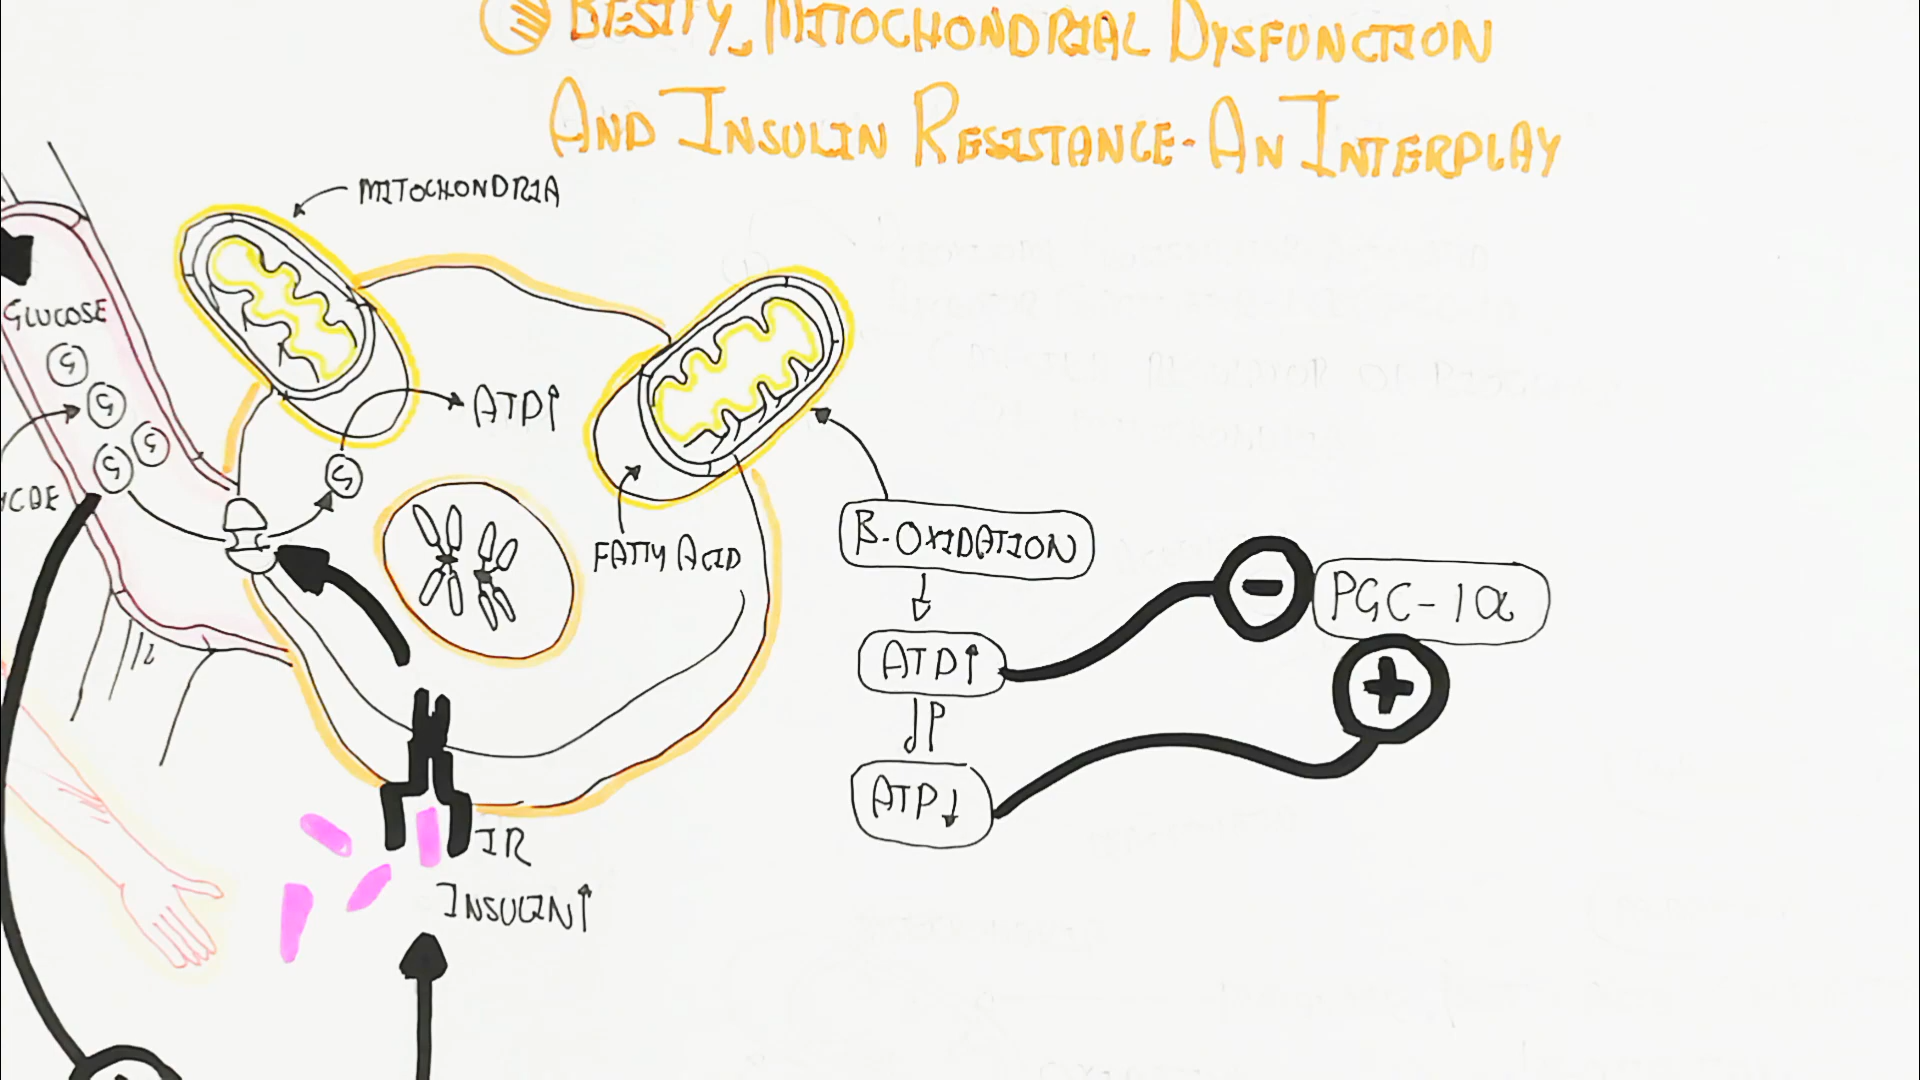 OBESITY, MITOCHONDRIAL DYSFUNCTION
AND INSULIN RESISTANCE-AN INTERPLAY
MITOCHONDRIA
GLUCOSE
G
G
G
G
G
ATP↑
FATTY ACID
β-OXIDATION
ATP↑
ATP↓
PGC-1α
IR
INSULIN↑